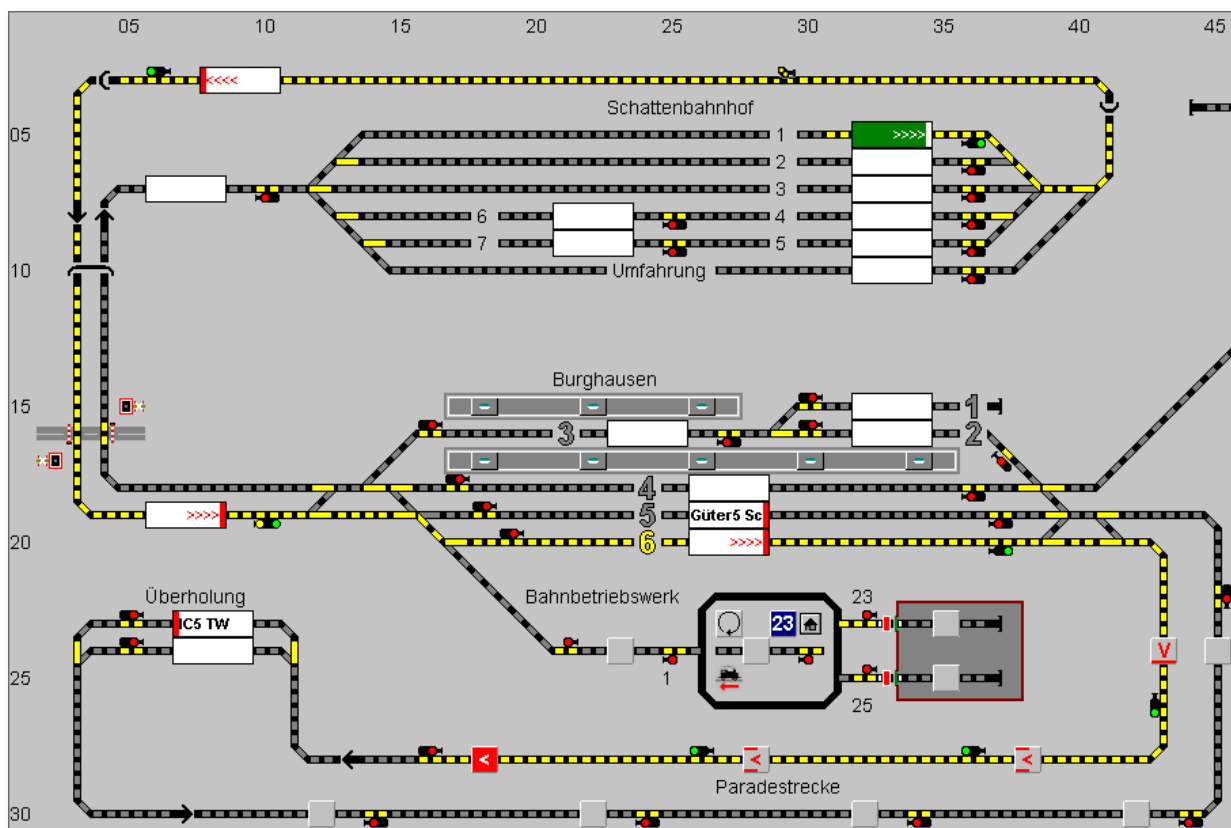 05 10 15 20 25 30 35 40 45
<<<<
Schattenbahnhof
05 1 >>>>
2
3
6 4
7 5
10 Umfahrung
Burghausen
15 1
3 2
4
>>>> 5 Güter5 Sc
20 6 >>>>
Überholung Bahnbetriebswerk 23
IC5 TW 23
V
25 1 25
< < <
Paradestrecke
30